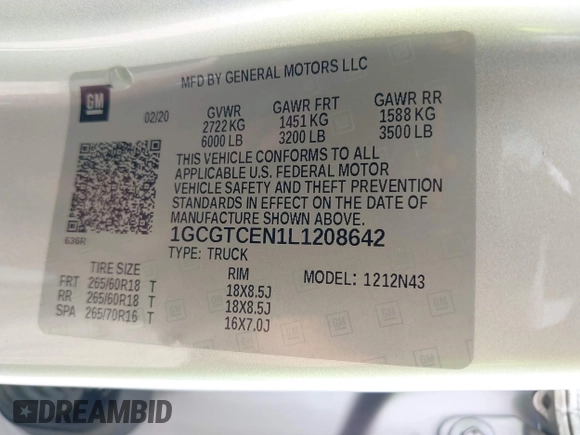 MFD BY GENERAL MOTORS LLC
GM
02/20
GVWR GAWR FRT GAWR RR
2722 KG 1451 KG 1588 KG
6000 LB 3200 LB 3500 LB
THIS VEHICLE CONFORMS TO ALL
APPLICABLE U.S. FEDERAL MOTOR
VEHICLE SAFETY AND THEFT PREVENTION
STANDARDS IN EFFECT ON THE DATE OF
MANUFACTURE SHOWN ABOVE.
636R
1GCGTCEN1L1208642
TYPE: TRUCK
TIRE SIZE RIM MODEL: 1212N43
FRT 265/60R18 T 18X8.5J
RR 265/60R18 T 18X8.5J
SPA 265/70R16 T 16X7.0J
DREAMBID